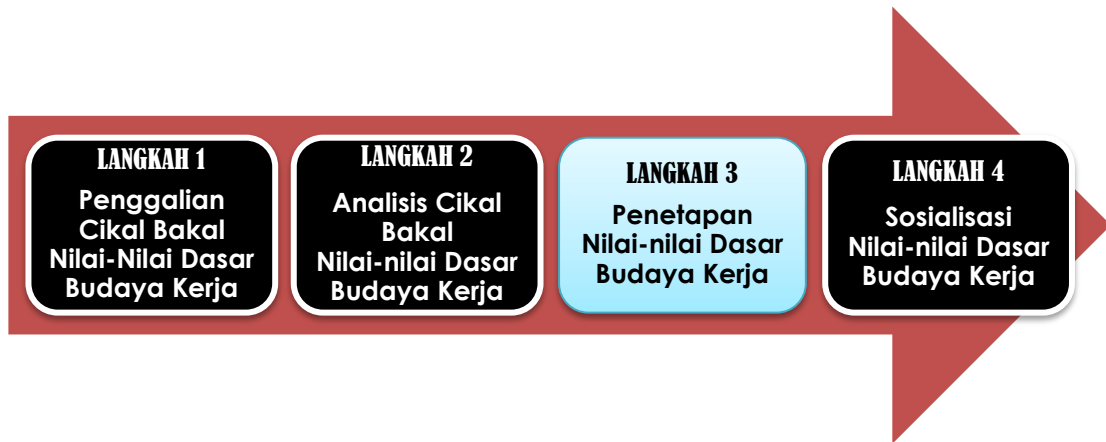 LANGKAH 1
Penggalian
Cikal Bakal
Nilai-Nilai Dasar
Budaya Kerja
LANGKAH 2
Analisis Cikal
Bakal
Nilai-nilai Dasar
Budaya Kerja
LANGKAH 3
Penetapan
Nilai-nilai Dasar
Budaya Kerja
LANGKAH 4
Sosialisasi
Nilai-nilai Dasar
Budaya Kerja